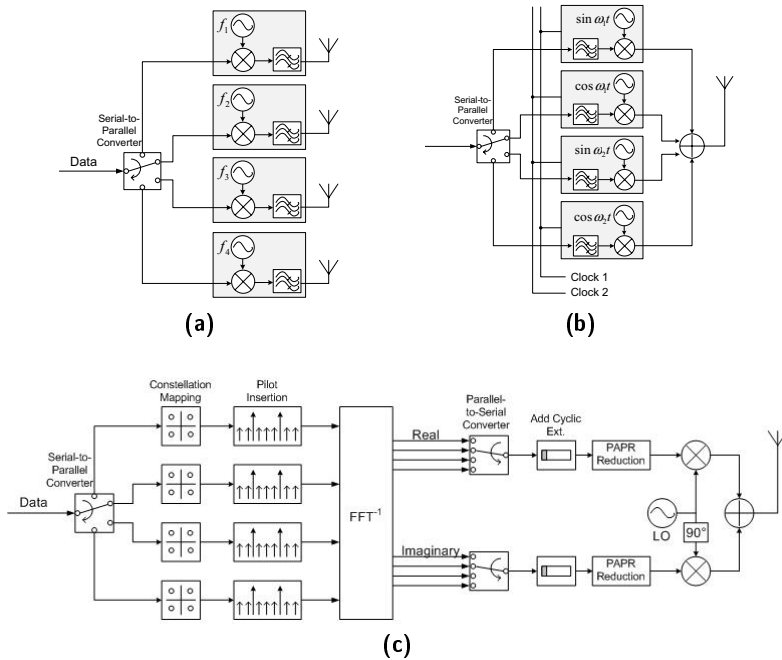 f1
Serial-to-
Parallel
Converter
f2
Data
f3
f4
(a)
sin ω1t
Serial-to-
Parallel
Converter
cos ω1t
sin ω2t
cos ω2t
Clock 1
Clock 2
(b)
Constellation
Mapping
Pilot
Insertion
Parallel-
to-Serial
Converter
Add Cyclic
Ext.
Real
PAPR
Reduction
Serial-to-
Parallel
Converter
Data
FFT-1
LO
90°
Imaginary
PAPR
Reduction
(c)